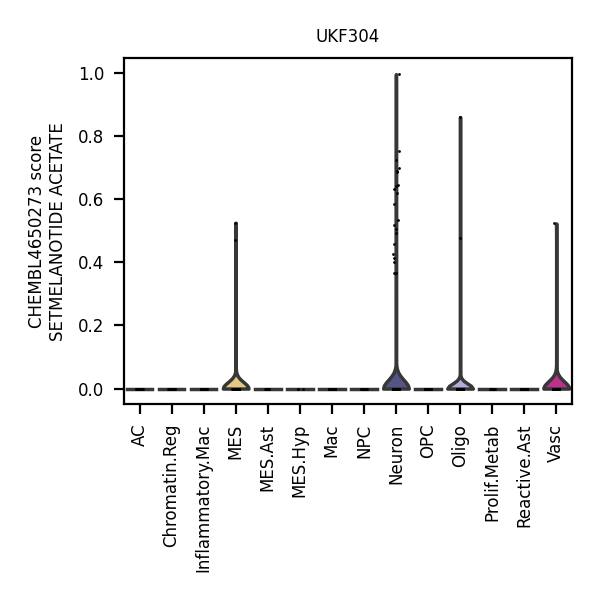 UKF304
CHEMBL4650273 score
SETMELANOTIDE ACETATE
1.0
0.8
0.6
0.4
0.2
0.0
AC
Chromatin.Reg
Inflammatory.Mac
MES
MES.Ast
MES.Hyp
Mac
NPC
Neuron
OPC
Oligo
Prolif.Metab
Reactive.Ast
Vasc